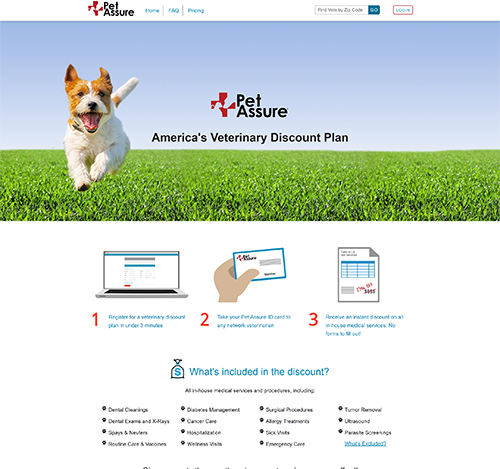 Pet
Assure
Home
FAQ
Pricing
Find Vets by Zip Code
GO
LOGIN
Pet
Assure
America's Veterinary Discount Plan
Pet
Assure
1 Register for a veterinary discount
plan in under 3 minutes
2 Take your Pet Assure ID card to
any network veterinarian
3 Receive an instant discount on all
in-house medical services. No
forms to fill out!
What's included in the discount?
All in-house medical services and procedures, including:
Dental Cleanings
Dental Exams and X-Rays
Spays & Neuters
Routine Care & Vaccines
Diabetes Management
Cancer Care
Hospitalization
Wellness Visits
Surgical Procedures
Allergy Treatments
Sick Visits
Emergency Care
Tumor Removal
Ultrasound
Parasite Screenings
What's Excluded?